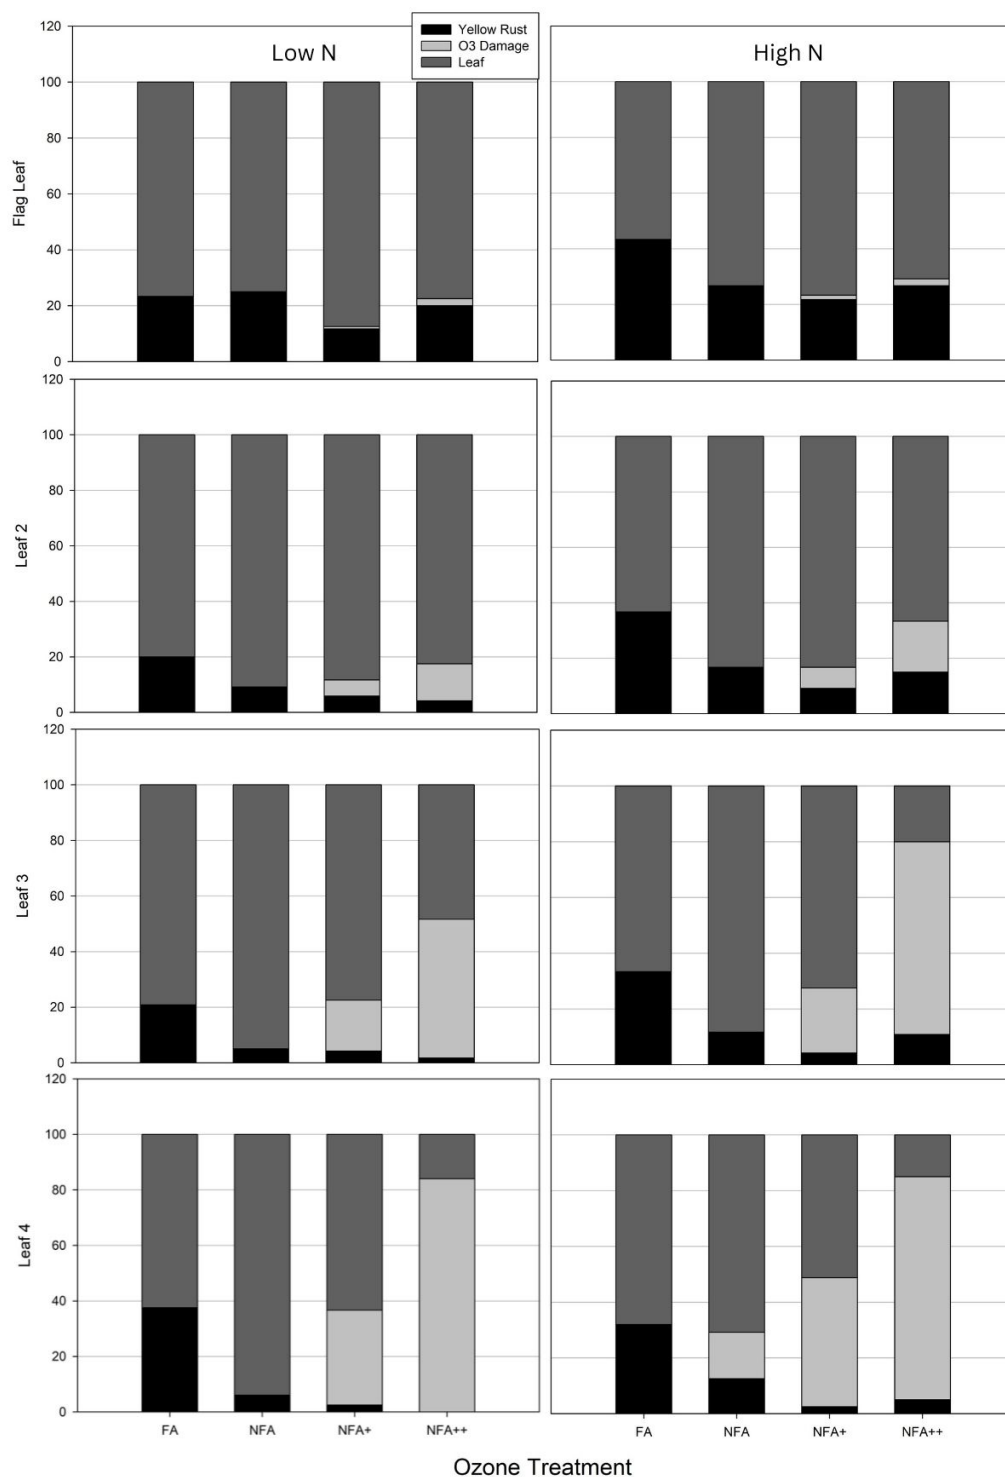 Yellow Rust
O3 Damage
Leaf
Low N
High N
120
100
80
60
40
20
0
Flag Leaf
120
100
80
60
40
20
0
Leaf 2
120
100
80
60
40
20
0
Leaf 3
120
100
80
60
40
20
0
Leaf 4
FA NFA NFA+ NFA++
FA NFA NFA+ NFA++
Ozone Treatment